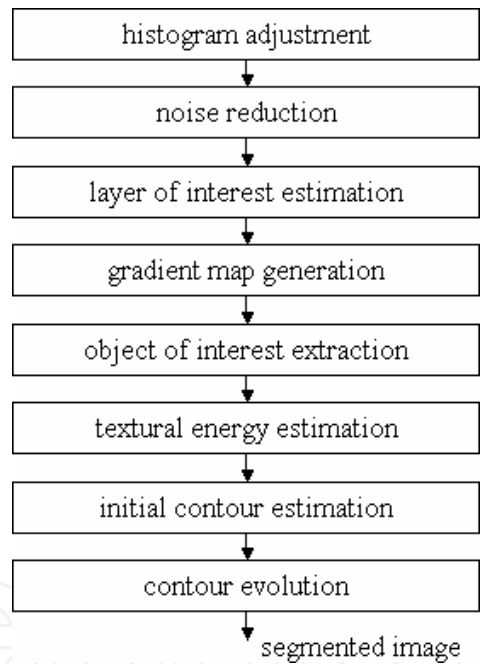 histogram adjustment
noise reduction
layer of interest estimation
gradient map generation
object of interest extraction
textural energy estimation
initial contour estimation
contour evolution
segmented image